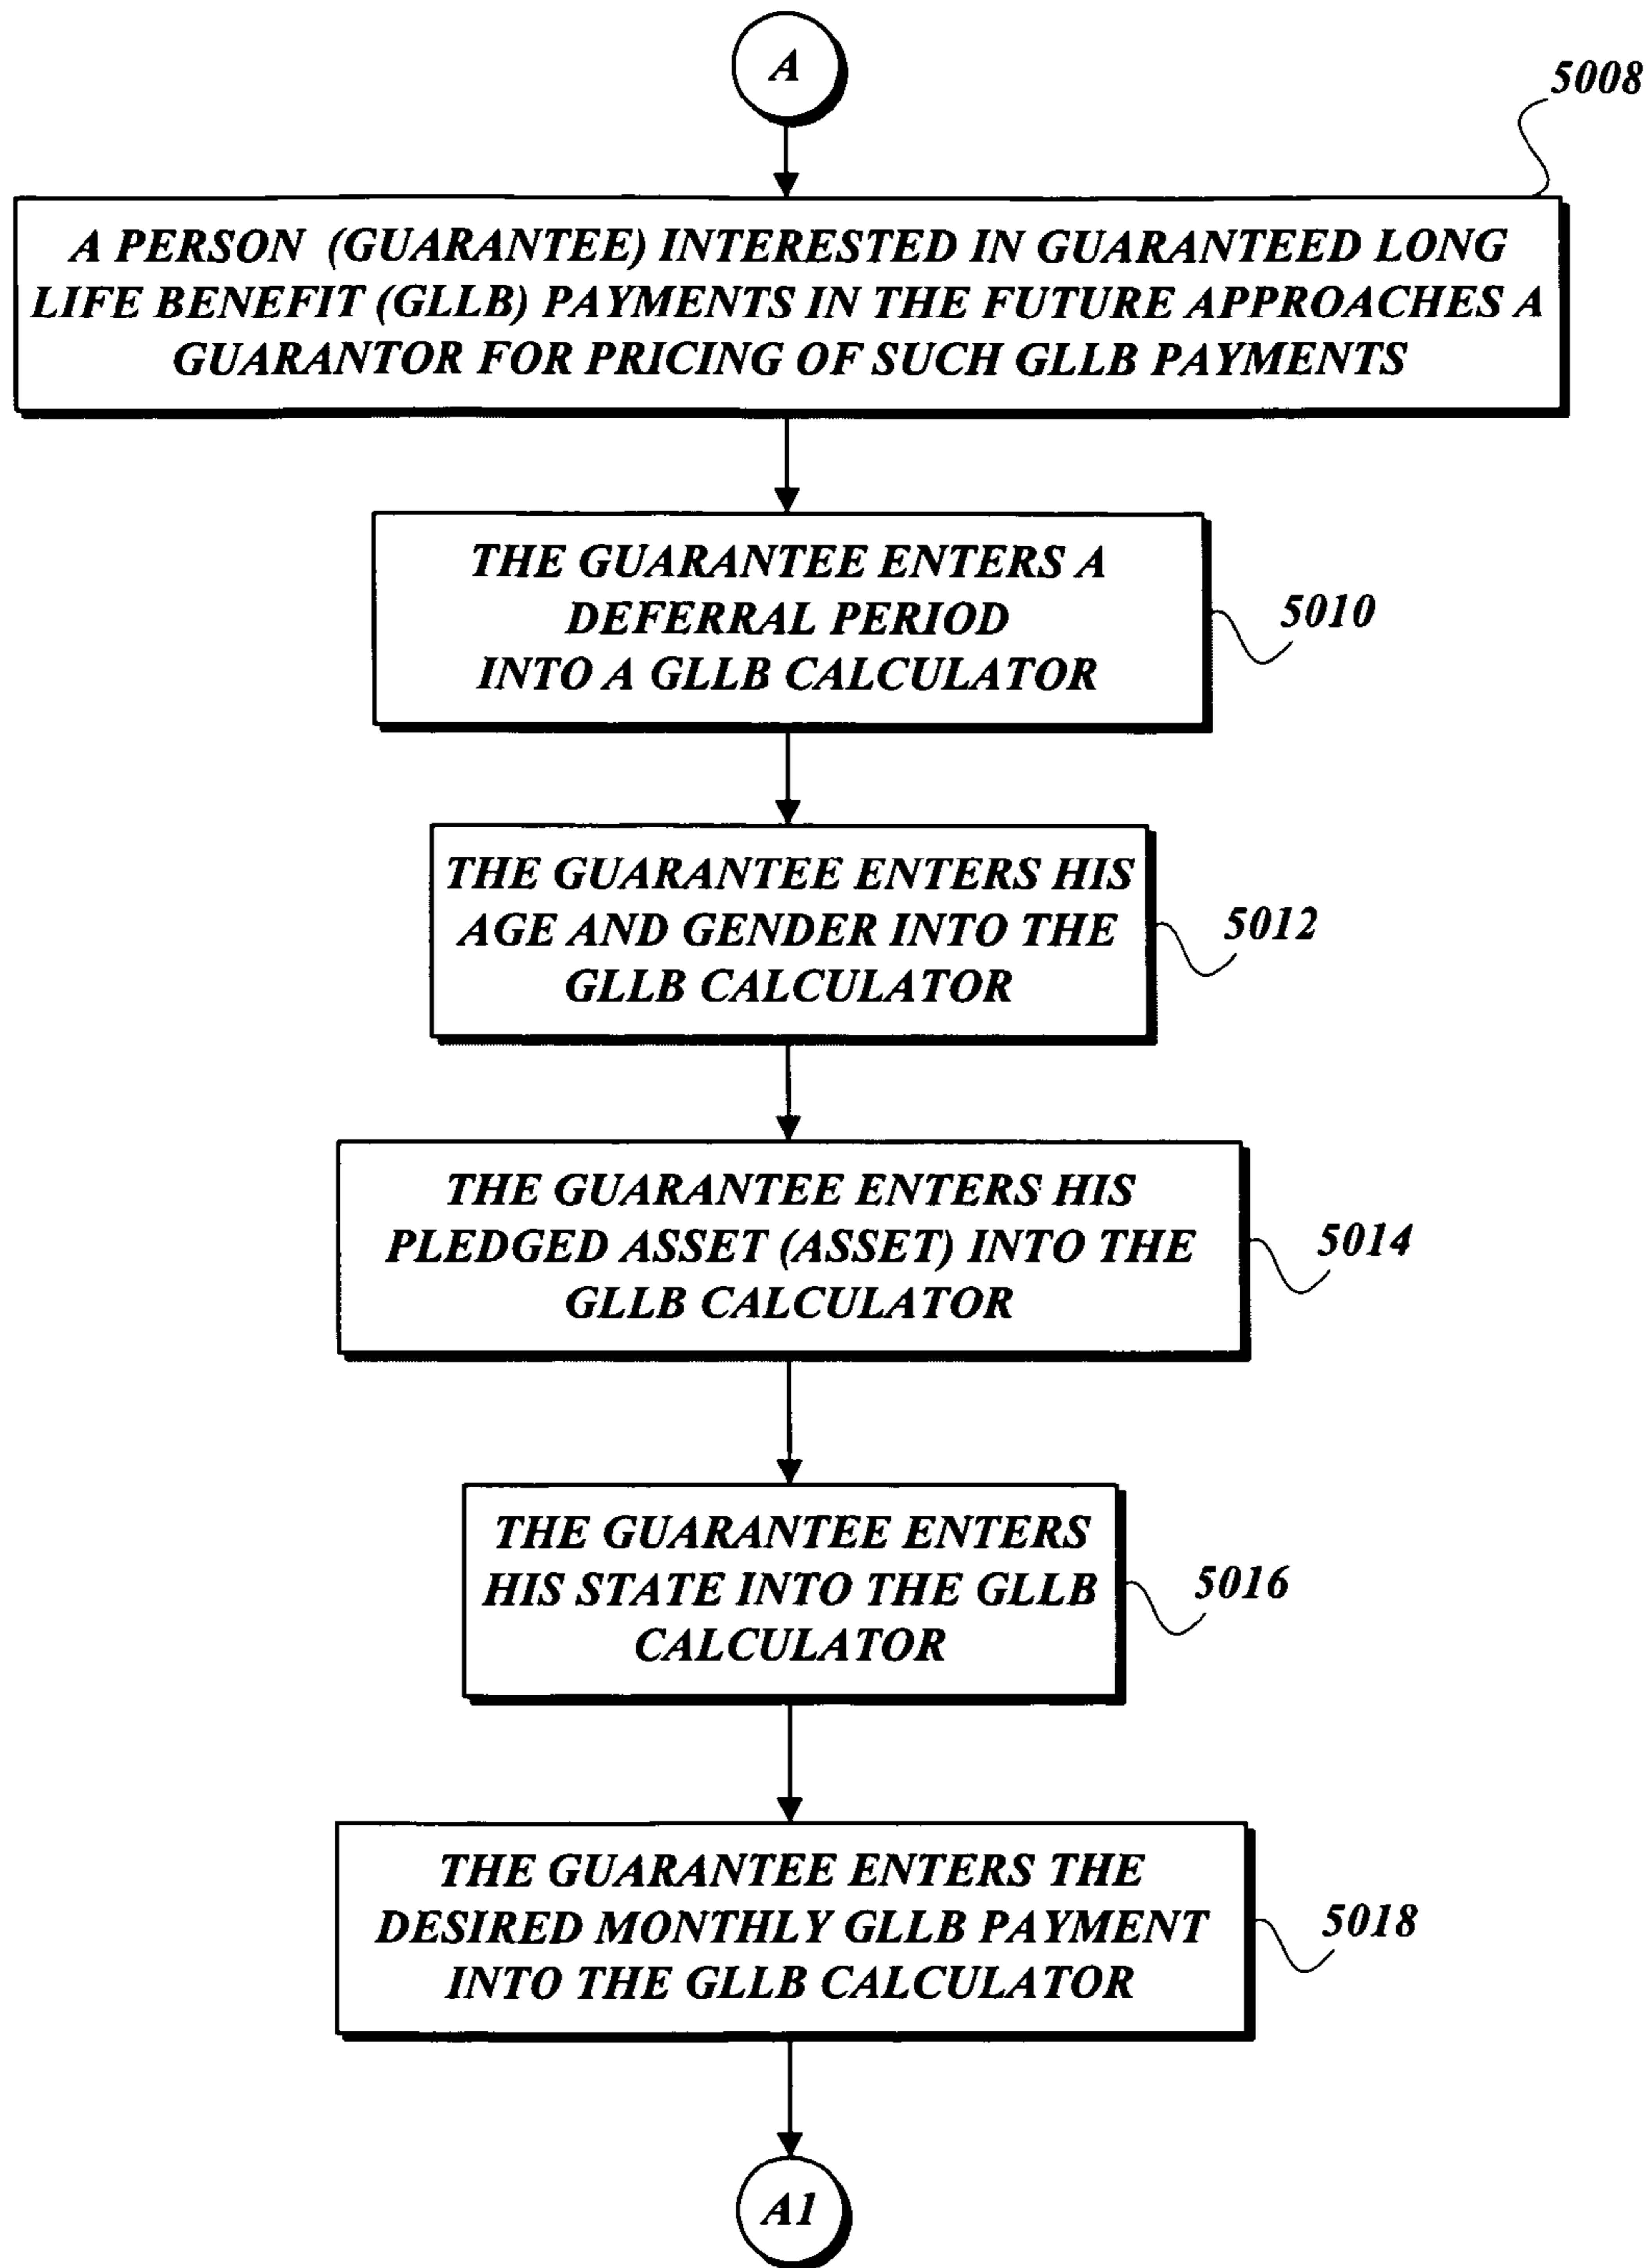 A
5008
A PERSON (GUARANTEE) INTERESTED IN GUARANTEED LONG
LIFE BENEFIT (GLLB) PAYMENTS IN THE FUTURE APPROACHES A
GUARANTOR FOR PRICING OF SUCH GLLB PAYMENTS
THE GUARANTEE ENTERS A
DEFERRAL PERIOD
INTO A GLLB CALCULATOR
5010
THE GUARANTEE ENTERS HIS
AGE AND GENDER INTO THE
GLLB CALCULATOR
5012
THE GUARANTEE ENTERS HIS
PLEDGED ASSET (ASSET) INTO THE
GLLB CALCULATOR
5014
THE GUARANTEE ENTERS
HIS STATE INTO THE GLLB
CALCULATOR
5016
THE GUARANTEE ENTERS THE
DESIRED MONTHLY GLLB PAYMENT
INTO THE GLLB CALCULATOR
5018
A1